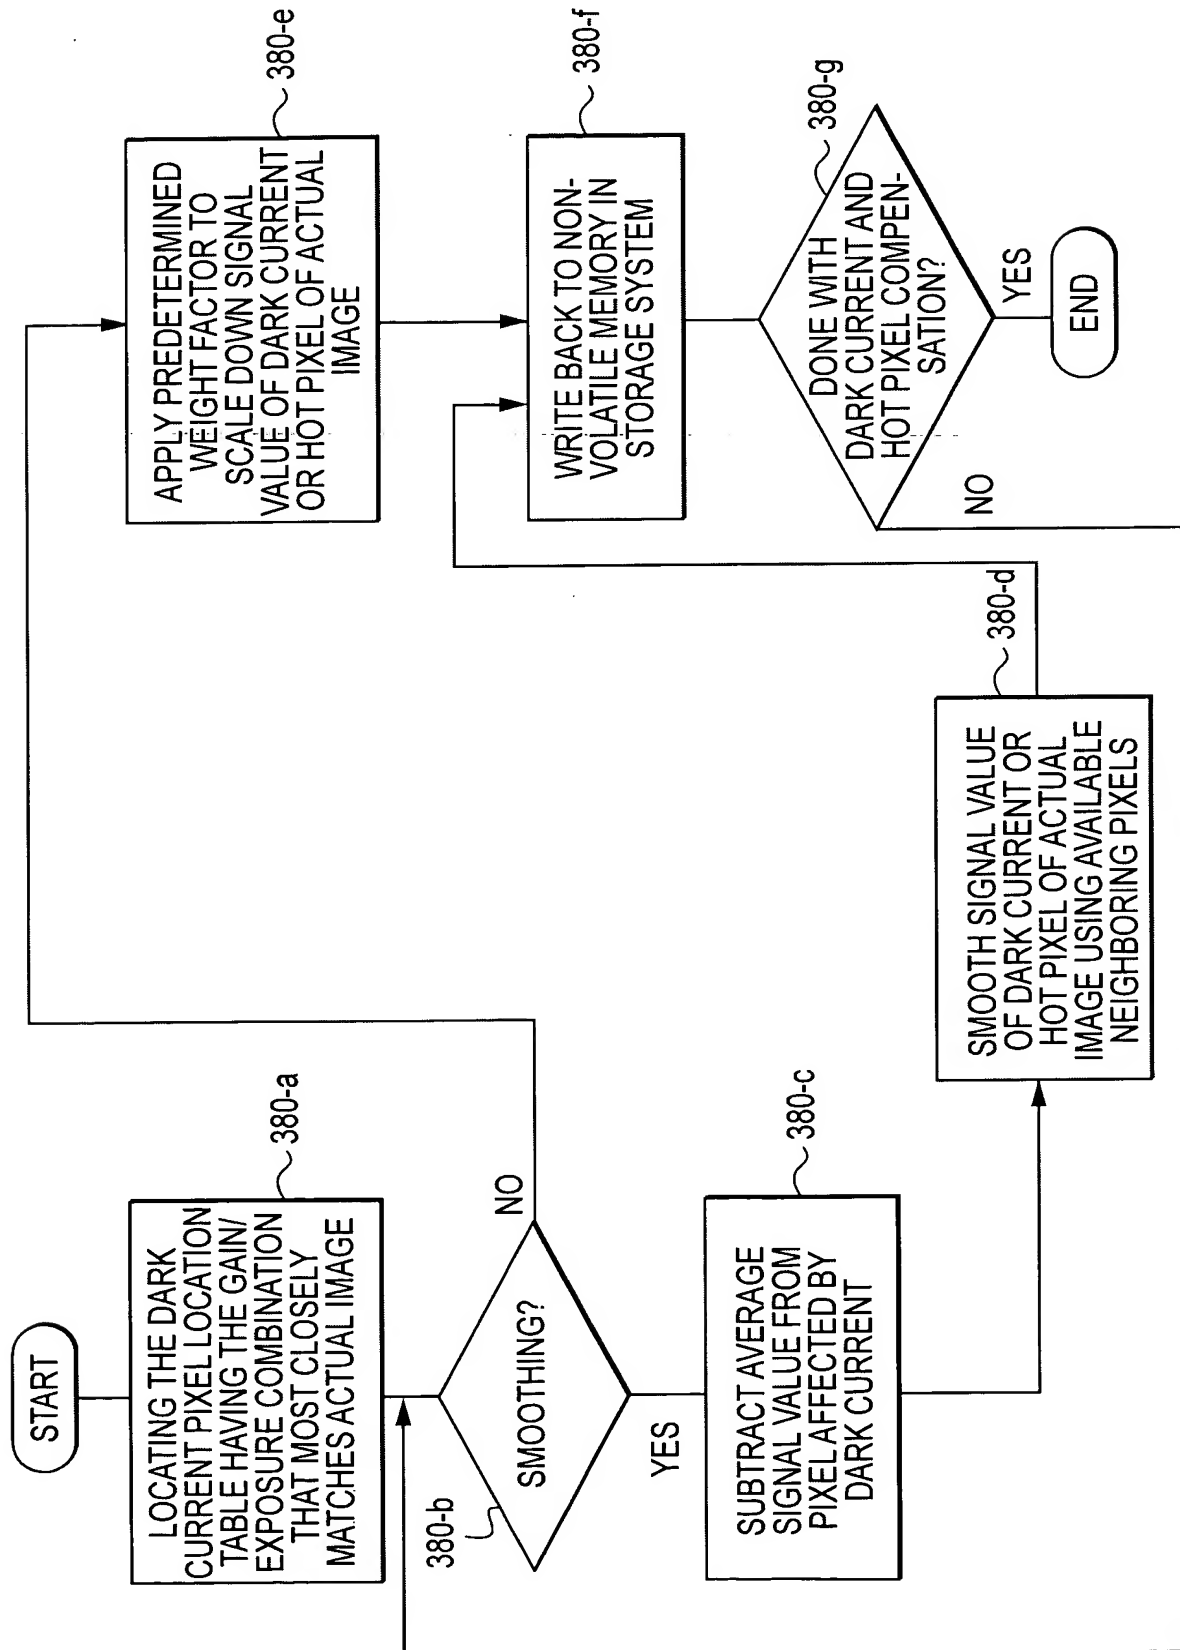 START
LOCATING THE DARK
CURRENT PIXEL LOCATION
TABLE HAVING THE GAIN/
EXPOSURE COMBINATION
THAT MOST CLOSELY
MATCHES ACTUAL IMAGE
380-a
SMOOTHING?
380-b
NO
YES
SUBTRACT AVERAGE
SIGNAL VALUE FROM
PIXEL AFFECTED BY
DARK CURRENT
380-c
SMOOTH SIGNAL VALUE
OF DARK CURRENT OR
HOT PIXEL OF ACTUAL
IMAGE USING AVAILABLE
NEIGHBORING PIXELS
380-d
APPLY PREDETERMINED
WEIGHT FACTOR TO
SCALE DOWN SIGNAL
VALUE OF DARK CURRENT
OR HOT PIXEL OF ACTUAL
IMAGE
380-e
WRITE BACK TO NON-
VOLATILE MEMORY IN
STORAGE SYSTEM
380-f
DONE WITH
DARK CURRENT AND
HOT PIXEL COMPEN-
SATION?
380-g
NO
YES
END